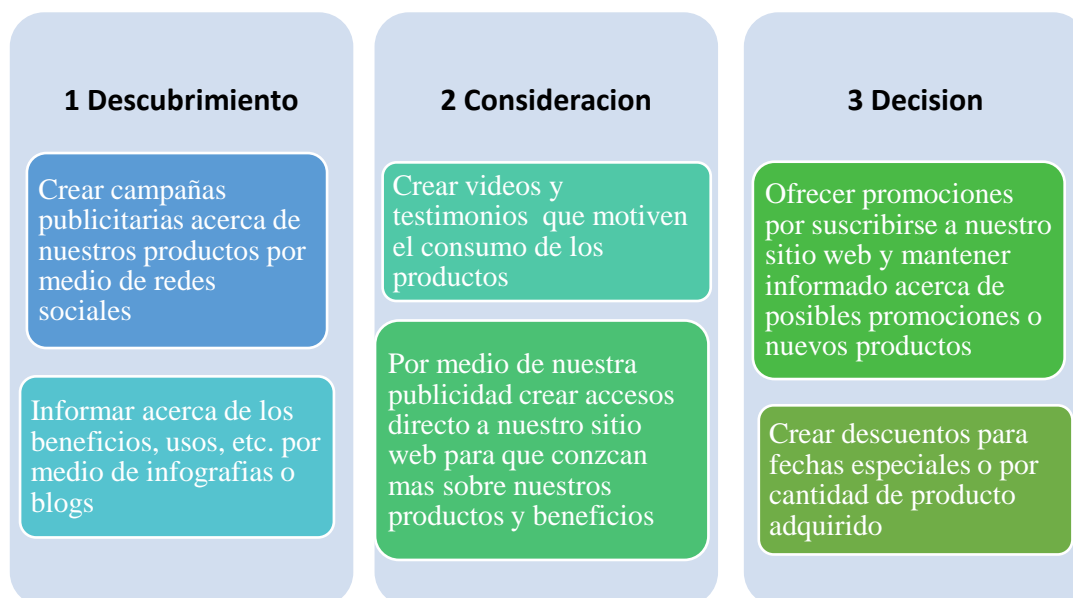 1 Descubrimiento
Crear campañas
publicitarias acerca de
nuestros productos por
medio de redes
sociales
Informar acerca de los
beneficios, usos, etc. por
medio de infografias o
blogs
2 Consideracion
Crear videos y
testimonios  que motiven
el consumo de los
productos
Por medio de nuestra
publicidad crear accesos
directo a nuestro sitio
web para que conzcan
mas sobre nuestros
productos y beneficios
3 Decision
Ofrecer promociones
por suscribirse a nuestro
sitio web y mantener
informado acerca de
posibles promociones o
nuevos productos
Crear descuentos para
fechas especiales o por
cantidad de producto
adquirido